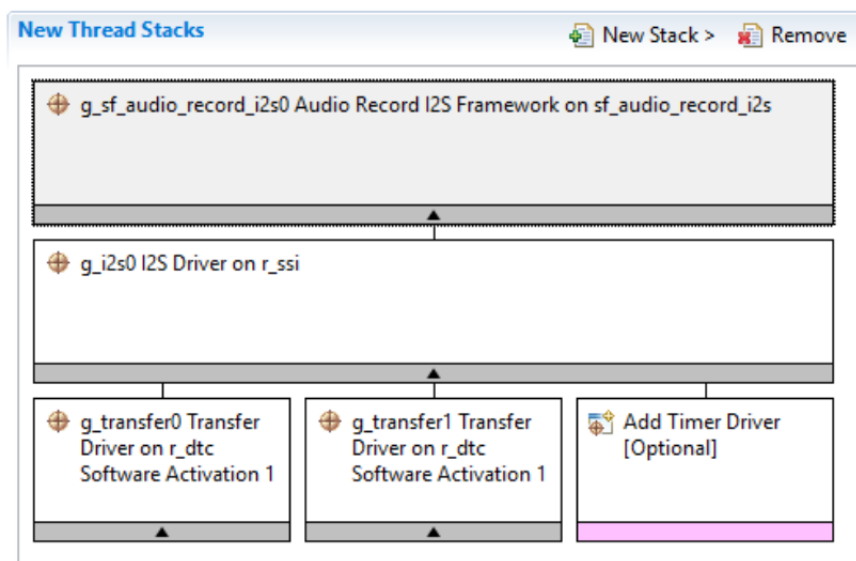 New Thread Stacks
New Stack >
Remove
g_sf_audio_record_i2s0 Audio Record I2S Framework on sf_audio_record_i2s
g_i2s0 I2S Driver on r_ssi
g_transfer0 Transfer
Driver on r_dtc
Software Activation 1
g_transfer1 Transfer
Driver on r_dtc
Software Activation 1
Add Timer Driver
[Optional]